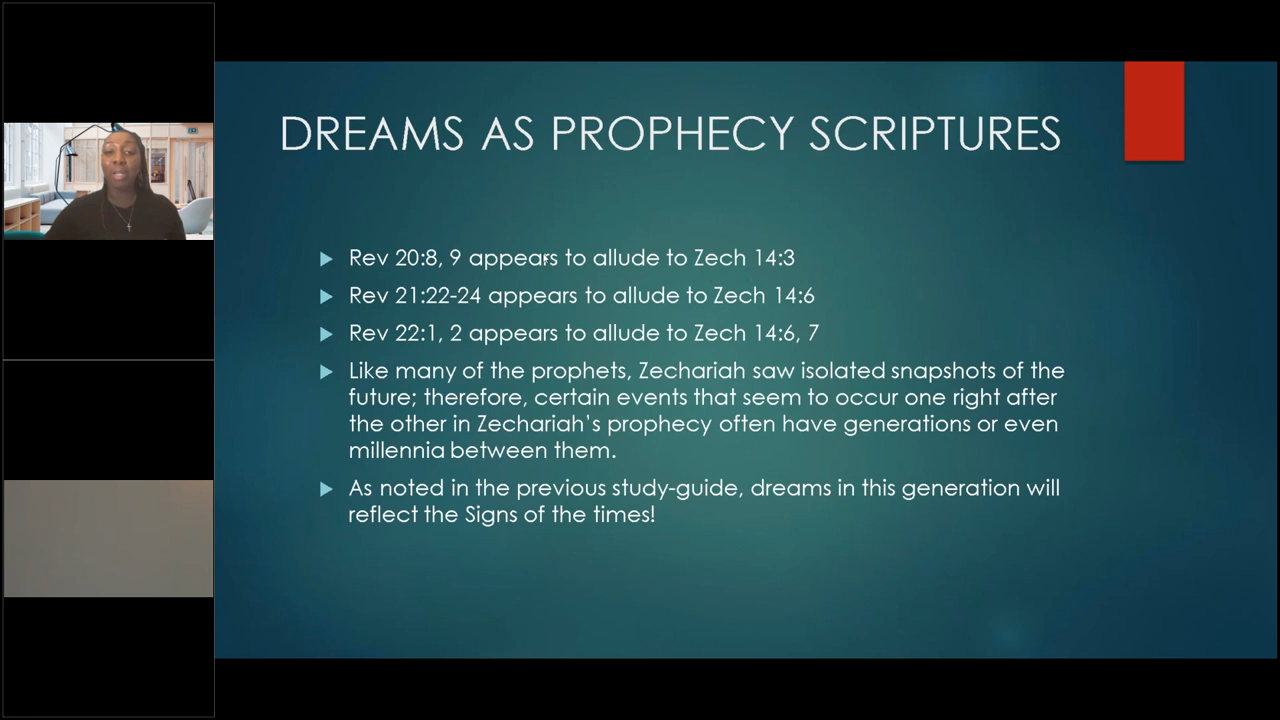 DREAMS AS PROPHECY SCRIPTURES
Rev 20:8, 9 appears to allude to Zech 14:3
Rev 21:22-24 appears to allude to Zech 14:6
Rev 22:1, 2 appears to allude to Zech 14:6, 7
Like many of the prophets, Zechariah saw isolated snapshots of the
future; therefore, certain events that seem to occur one right after
the other in Zechariah's prophecy often have generations or even
millennia between them.
As noted in the previous study-guide, dreams in this generation will
reflect the Signs of the times!